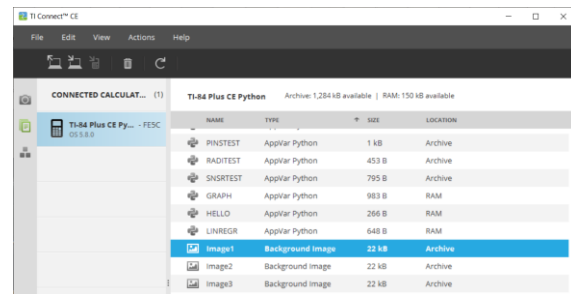 TI Connect™ CE
File Edit View Actions Help
CONNECTED CALCULAT... (1)
TI-84 Plus CE Python Archive: 1,284 kB available | RAM: 150 kB available
TI-84 Plus CE Py... - FESC
OS 5.8.0
NAME TYPE SIZE LOCATION
PINSTEST AppVar Python 1 kB Archive
RADITEST AppVar Python 453 B Archive
SNSRTEST AppVar Python 795 B Archive
GRAPH AppVar Python 983 B RAM
HELLO AppVar Python 266 B RAM
LINREGR AppVar Python 648 B RAM
Image1 Background Image 22 kB Archive
Image2 Background Image 22 kB Archive
Image3 Background Image 22 kB Archive